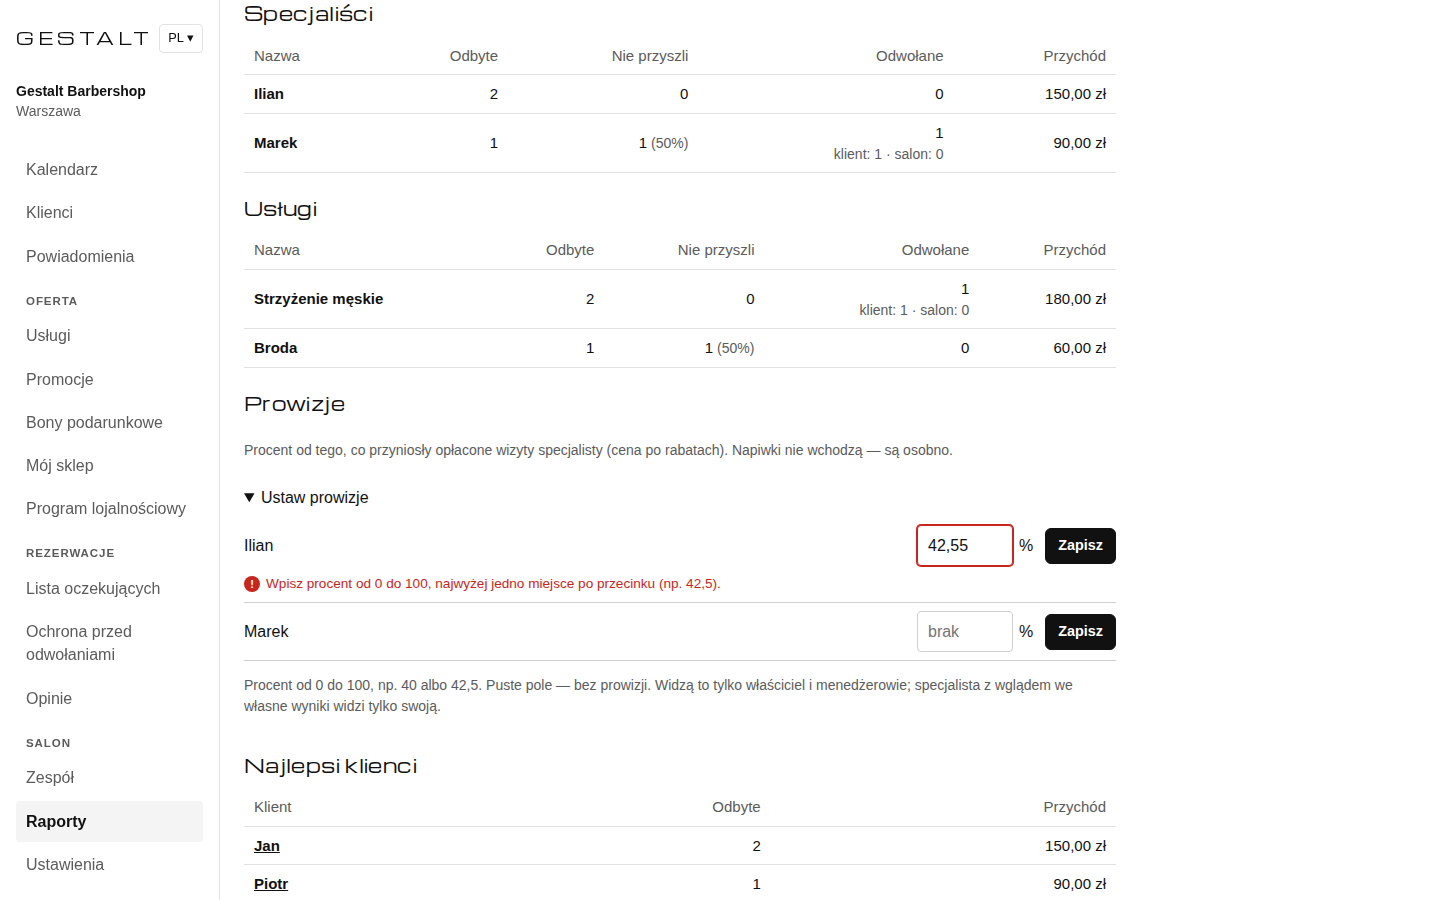 GESTALT
PL ▾
Gestalt Barbershop
Warszawa
Kalendarz
Klienci
Powiadomienia
OFERTA
Usługi
Promocje
Bony podarunkowe
Mój sklep
Program lojalnościowy
REZERWACJE
Lista oczekujących
Ochrona przed
odwołaniami
Opinie
SALON
Zespół
Raporty
Ustawienia
Specjaliści
Nazwa Odbyte Nie przyszli Odwołane Przychód
Ilian 2 0 0 150,00 zł
Marek 1 1 (50%) 1 90,00 zł
klient: 1 · salon: 0
Usługi
Nazwa Odbyte Nie przyszli Odwołane Przychód
Strzyżenie męskie 2 0 1 180,00 zł
klient: 1 · salon: 0
Broda 1 1 (50%) 0 60,00 zł
Prowizje
Procent od tego, co przyniosły opłacone wizyty specjalisty (cena po rabatach). Napiwki nie wchodzą — są osobno.
▼ Ustaw prowizje
Ilian 42,55 % Zapisz
! Wpisz procent od 0 do 100, najwyżej jedno miejsce po przecinku (np. 42,5).
Marek brak % Zapisz
Procent od 0 do 100, np. 40 albo 42,5. Puste pole — bez prowizji. Widzą to tylko właściciel i menedżerowie; specjalista z wglądem we
własne wyniki widzi tylko swoją.
Najlepsi klienci
Klient Odbyte Przychód
Jan 2 150,00 zł
Piotr 1 90,00 zł